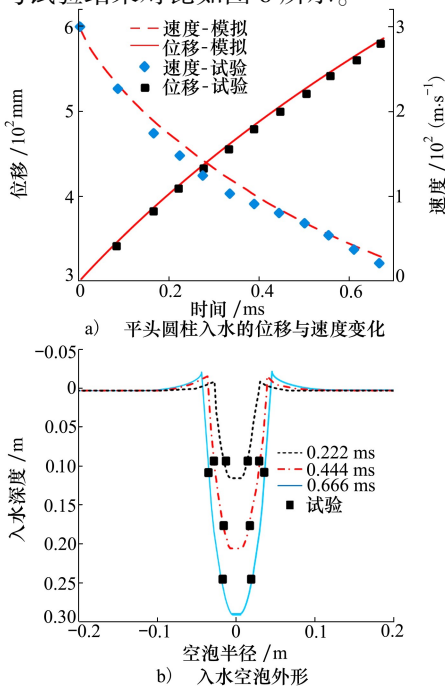 速度-模拟
位移-模拟
速度-试验
位移-试验
6
5
4
3
位移 /10² mm
3
2
1
0
速度 /10² (m·s⁻¹)
0 0.2 0.4 0.6
时间 /ms
a) 平头圆柱入水的位移与速度变化
−0.05
0
0.05
0.10
0.15
0.20
0.25
0.30
入水深度 /m
0.222 ms
0.444 ms
0.666 ms
试验
−0.2 −0.1 0 0.1 0.2
空泡半径 /m
b) 入水空泡外形